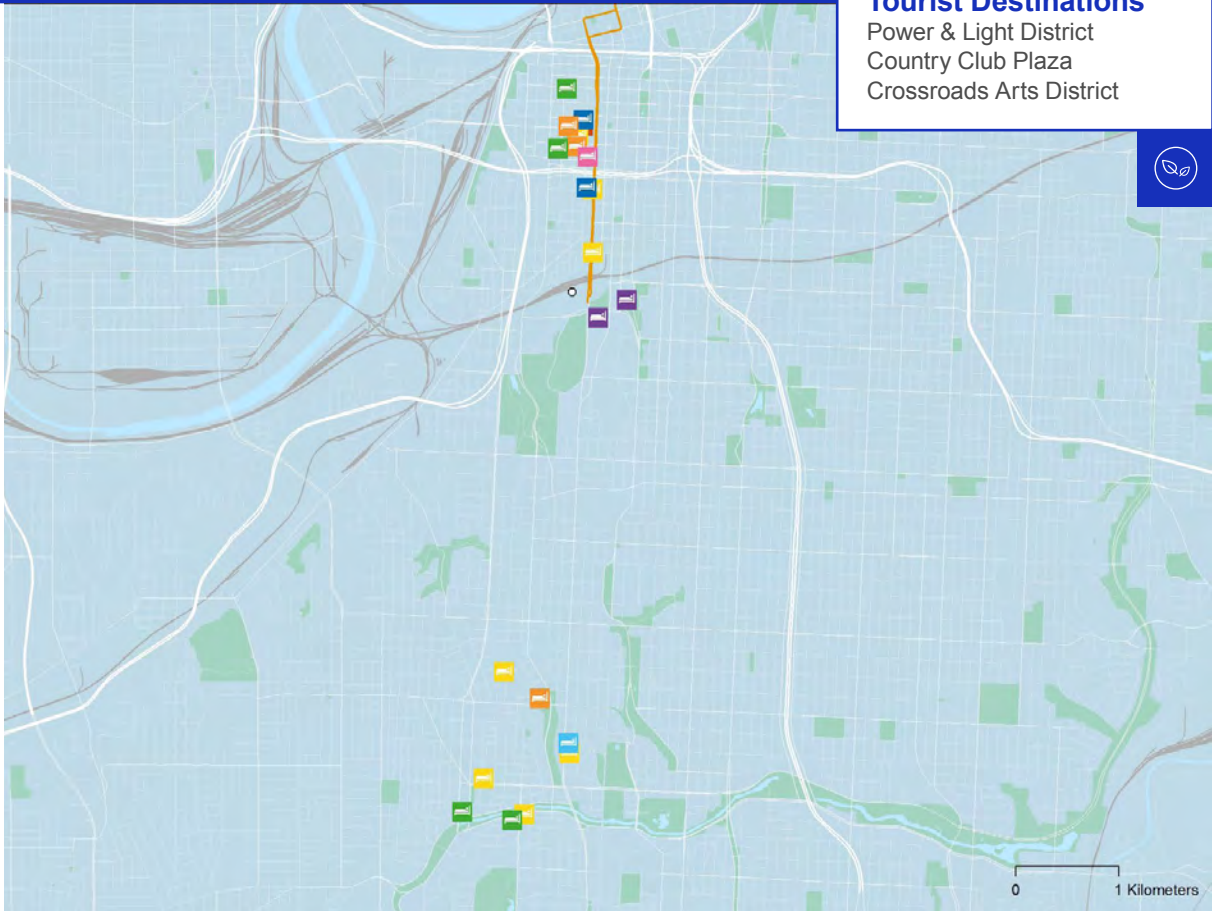 Tourist Destinations
Power & Light District
Country Club Plaza
Crossroads Arts District
0 1 Kilometers